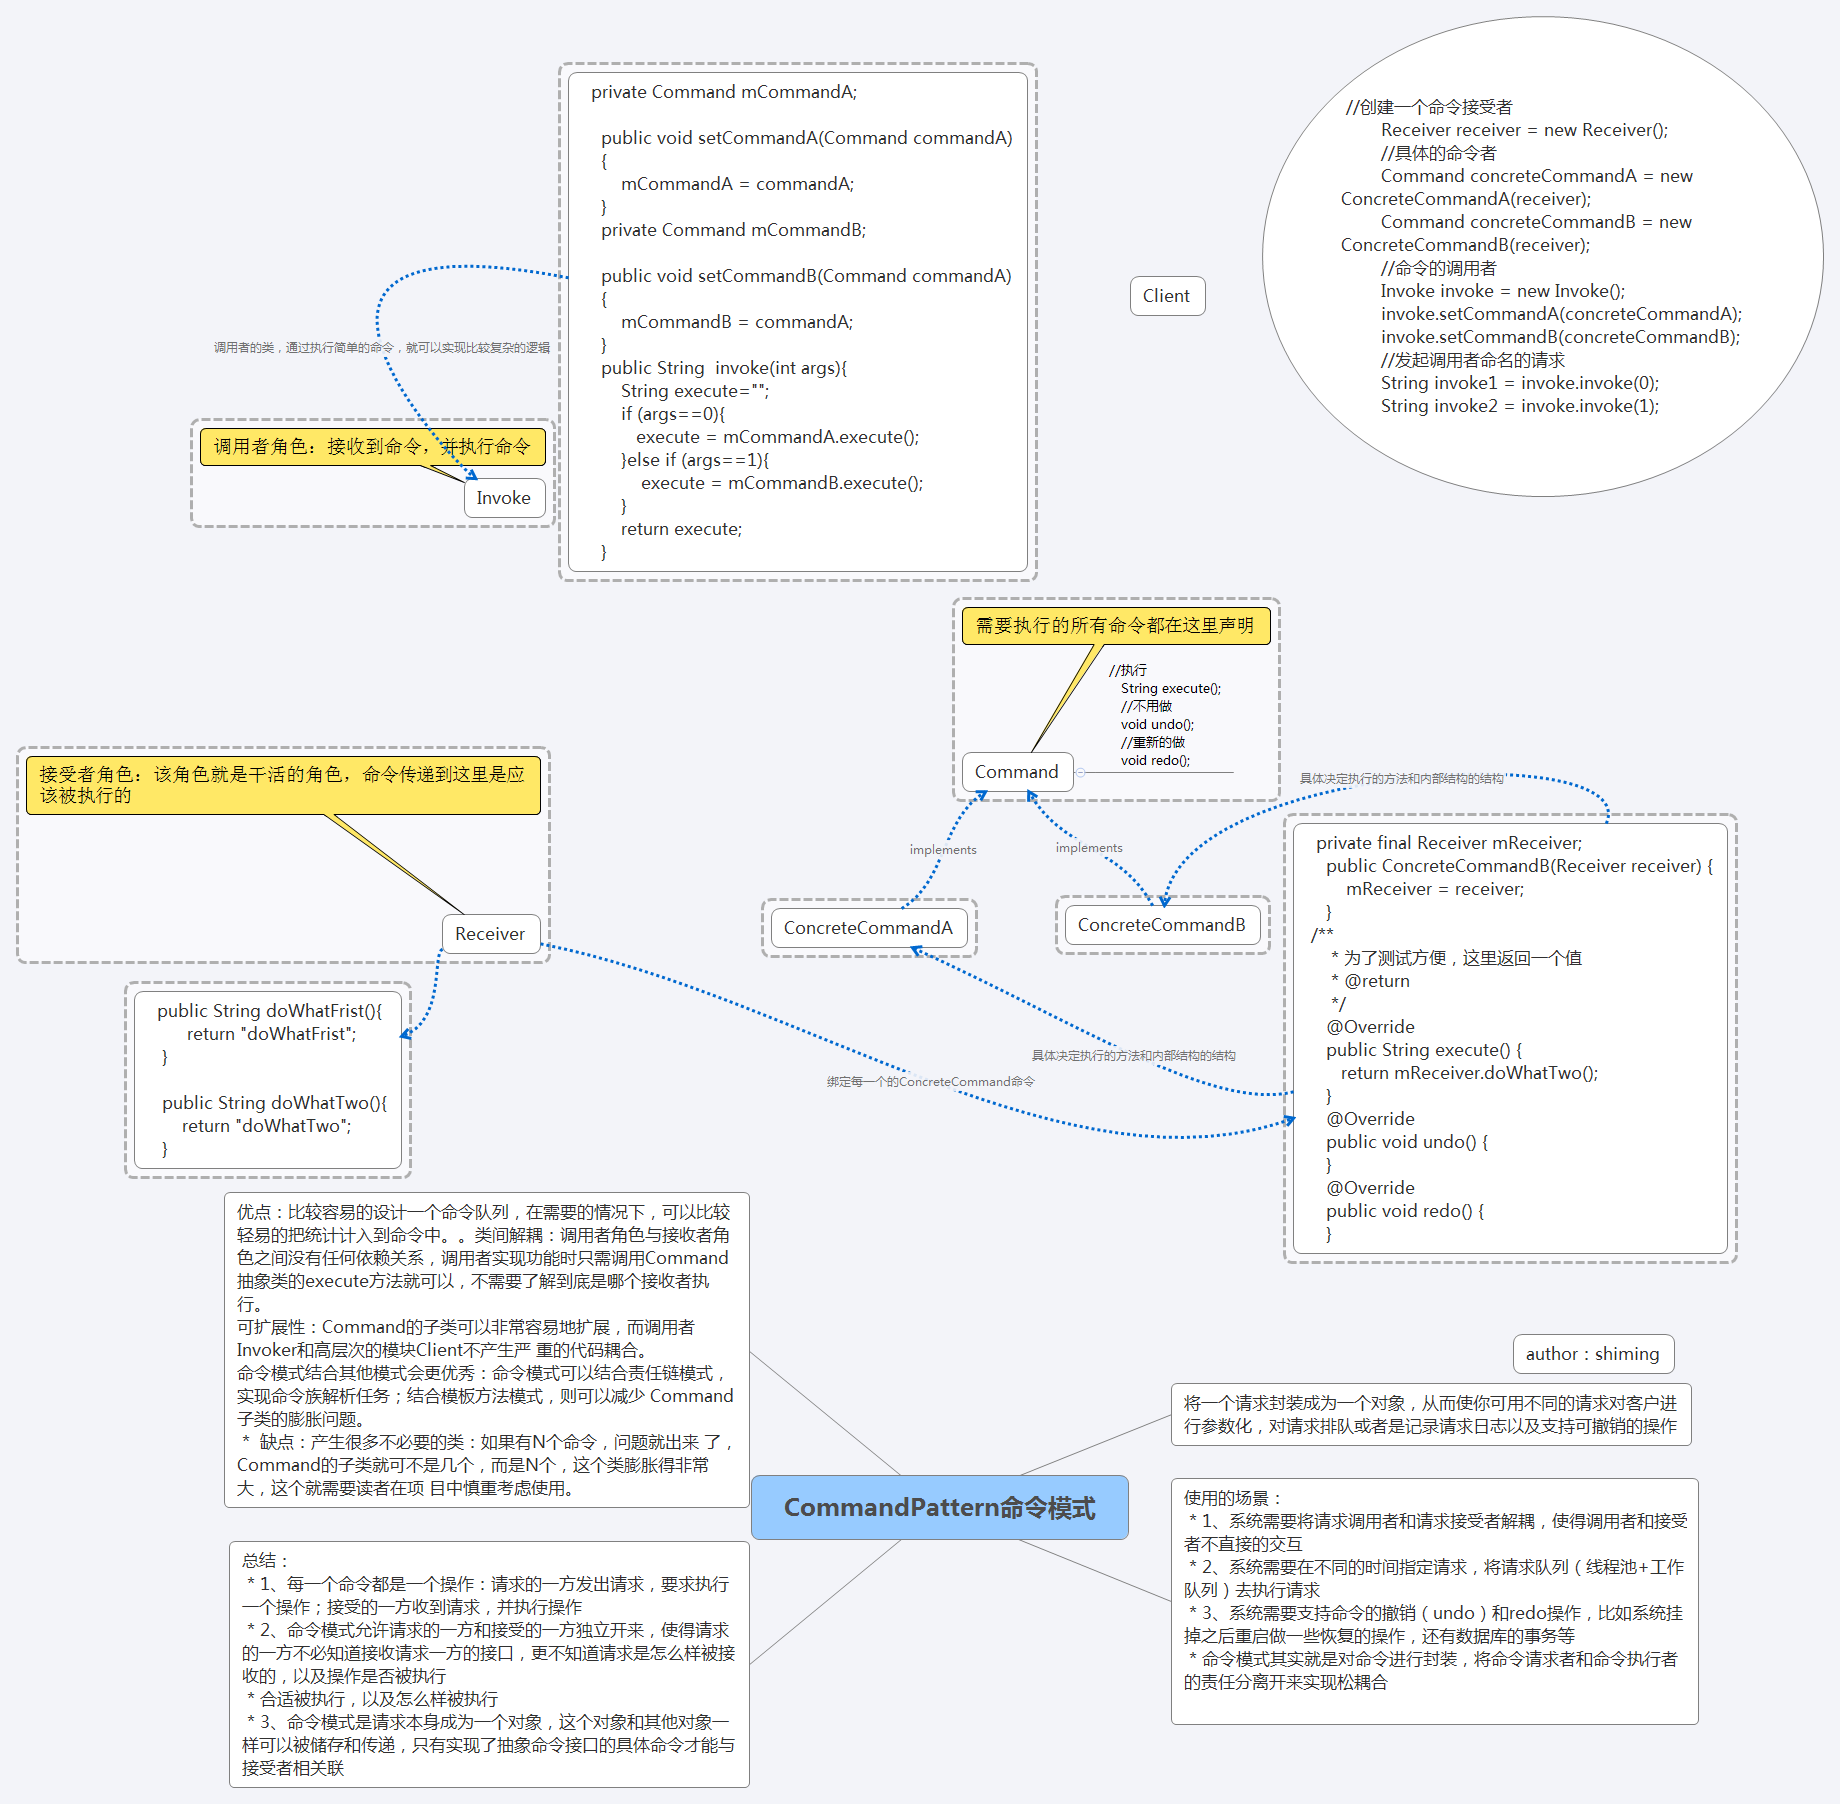 private Command mCommandA;
public void setCommandA(Command commandA)
{
mCommandA = commandA;
}
private Command mCommandB;
public void setCommandB(Command commandA)
{
mCommandB = commandA;
}
public String  invoke(int args){
String execute="";
if (args==0){
execute = mCommandA.execute();
}else if (args==1){
execute = mCommandB.execute();
}
return execute;
}
//创建一个命令接受者
Receiver receiver = new Receiver();
//具体的命令者
Command concreteCommandA = new
ConcreteCommandA(receiver);
Command concreteCommandB = new
ConcreteCommandB(receiver);
//命令的调用者
Invoke invoke = new Invoke();
invoke.setCommandA(concreteCommandA);
invoke.setCommandB(concreteCommandB);
//发起调用者命名的请求
String invoke1 = invoke.invoke(0);
String invoke2 = invoke.invoke(1);
Client
调用者的类，通过执行简单的命令，就可以实现比较复杂的逻辑
调用者角色：接收到命令，并执行命令
Invoke
需要执行的所有命令都在这里声明
//执行
String execute();
//不用做
void undo();
//重新的做
void redo();
Command
接受者角色：该角色就是干活的角色，命令传递到这里是应
该被执行的
Receiver
具体决定执行的方法和内部结构的结构
implements
implements
ConcreteCommandA
ConcreteCommandB
private final Receiver mReceiver;
public ConcreteCommandB(Receiver receiver) {
mReceiver = receiver;
}
/**
* 为了测试方便，这里返回一个值
* @return
*/
@Override
public String execute() {
return mReceiver.doWhatTwo();
}
@Override
public void undo() {
}
@Override
public void redo() {
}
public String doWhatFrist(){
return "doWhatFrist";
}
public String doWhatTwo(){
return "doWhatTwo";
}
具体决定执行的方法和内部结构的结构
绑定每一个的ConcreteCommand命令
优点：比较容易的设计一个命令队列，在需要的情况下，可以比较
轻易的把统计计入到命令中。。类间解耦：调用者角色与接收者角
色之间没有任何依赖关系，调用者实现功能时只需调用Command
抽象类的execute方法就可以，不需要了解到底是哪个接收者执
行。
可扩展性：Command的子类可以非常容易地扩展，而调用者
Invoker和高层次的模块Client不产生严 重的代码耦合。
命令模式结合其他模式会更优秀：命令模式可以结合责任链模式，
实现命令族解析任务；结合模板方法模式，则可以减少 Command
子类的膨胀问题。
*  缺点：产生很多不必要的类：如果有N个命令，问题就出来 了，
Command的子类就可不是几个，而是N个，这个类膨胀得非常
大，这个就需要读者在项 目中慎重考虑使用。
author：shiming
将一个请求封装成为一个对象，从而使你可用不同的请求对客户进
行参数化，对请求排队或者是记录请求日志以及支持可撤销的操作
CommandPattern命令模式
使用的场景：
* 1、系统需要将请求调用者和请求接受者解耦，使得调用者和接受
者不直接的交互
* 2、系统需要在不同的时间指定请求，将请求队列（线程池+工作
队列）去执行请求
* 3、系统需要支持命令的撤销（undo）和redo操作，比如系统挂
掉之后重启做一些恢复的操作，还有数据库的事务等
* 命令模式其实就是对命令进行封装，将命令请求者和命令执行者
的责任分离开来实现松耦合
总结：
* 1、每一个命令都是一个操作：请求的一方发出请求，要求执行
一个操作；接受的一方收到请求，并执行操作
* 2、命令模式允许请求的一方和接受的一方独立开来，使得请求
的一方不必知道接收请求一方的接口，更不知道请求是怎么样被接
收的，以及操作是否被执行
* 合适被执行，以及怎么样被执行
* 3、命令模式是请求本身成为一个对象，这个对象和其他对象一
样可以被储存和传递，只有实现了抽象命令接口的具体命令才能与
接受者相关联